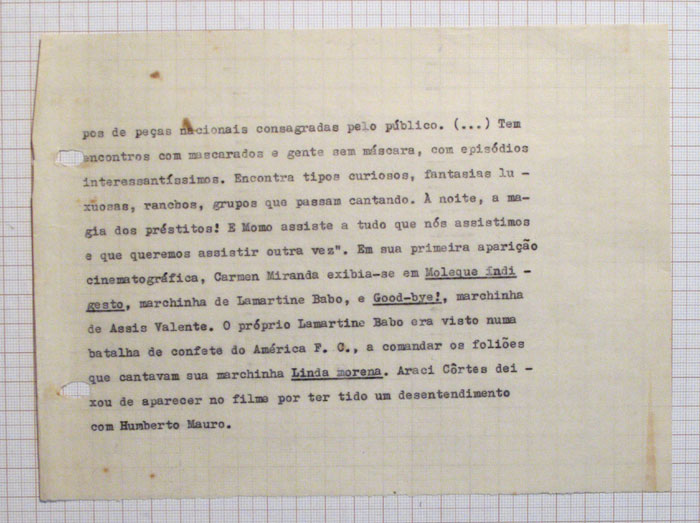 pos de peças nacionais consagradas pelo público. (...) Tem
encontros com mascarados e gente sem máscara, com episódios
interessantíssimos. Encontra tipos curiosos, fantasias lu -
xuosas, ranchos, grupos que passam cantando. À noite, a ma-
gia dos préstitos! E Momo assiste a tudo que nós assistimos
e que queremos assistir outra vez". Em sua primeira aparição
cinematográfica, Carmen Miranda exibia-se em Moleque indi -
gesto, marchinha de Lamartine Babo, e Good-bye!, marchinha
de Assis Valente. O próprio Lamartine Babo era visto numa
batalha de confete do América F. C., a comandar os foliões
que cantavam sua marchinha Linda morena. Araci Côrtes dei -
xou de aparecer no filme por ter tido um desentendimento
com Humberto Mauro.